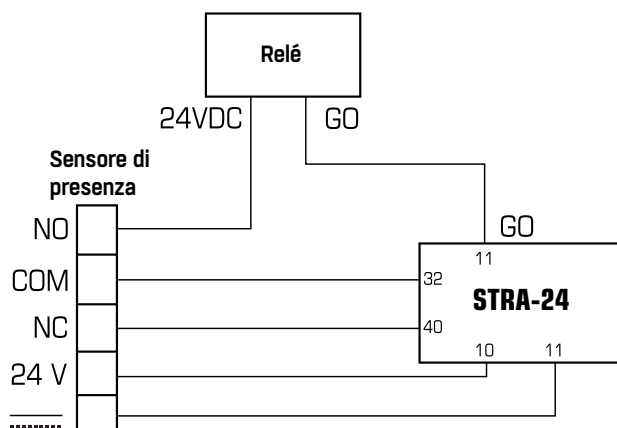 Relé
24VDC GO
Sensore di
presenza
NO
GO
11
COM
32
STRA-24
NC
40
24 V
10 11